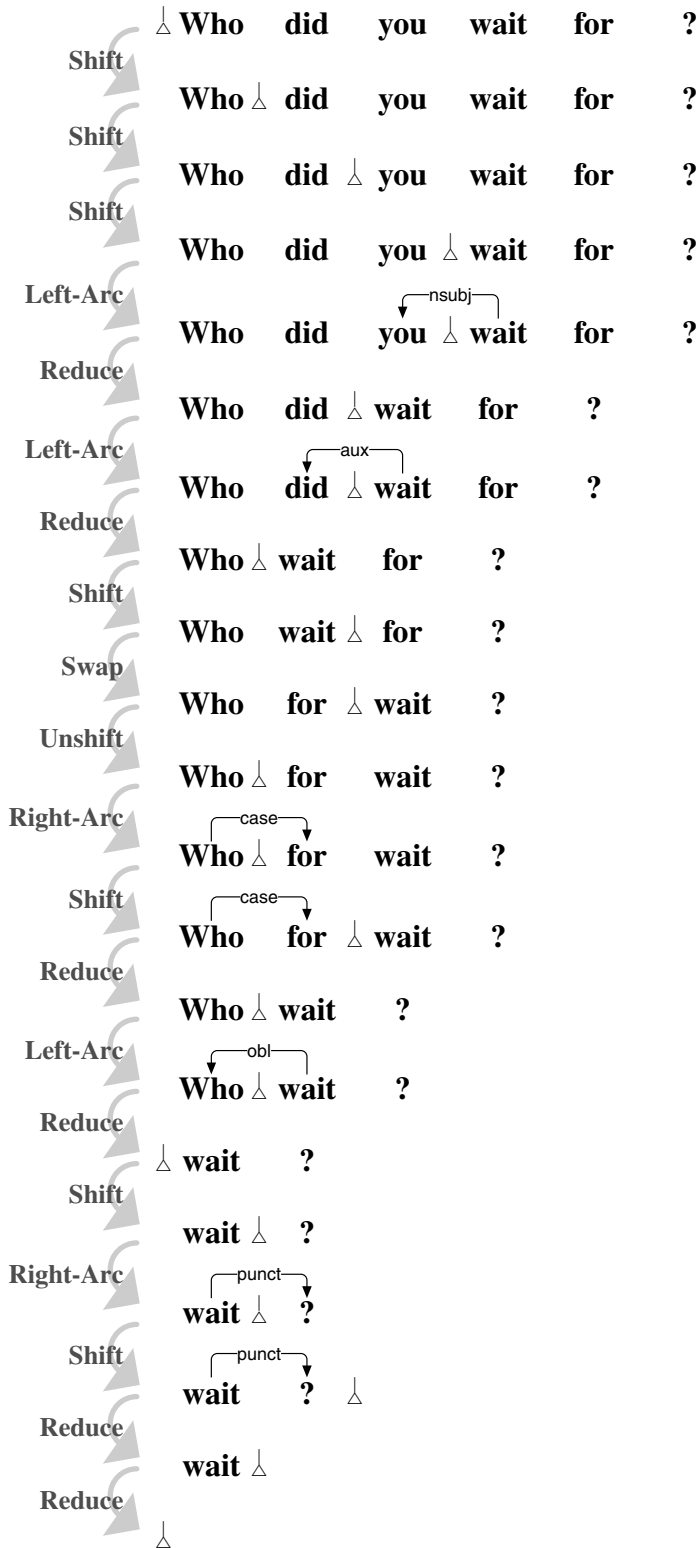 Who did you wait for ?
Shift
Who did you wait for ?
Shift
Who did you wait for ?
Shift
Who did you wait for ?
Left-Arc
nsubj
Who did you wait for ?
Reduce
Who did wait for ?
Left-Arc
aux
Who did wait for ?
Reduce
Who wait for ?
Shift
Who wait for ?
Swap
Who for wait ?
Unshift
Who for wait ?
Right-Arc
case
Who for wait ?
Shift
case
Who for wait ?
Reduce
Who wait ?
Left-Arc
obl
Who wait ?
Reduce
wait ?
Shift
wait ?
Right-Arc
punct
wait ?
Shift
punct
wait ?
Reduce
wait
Reduce